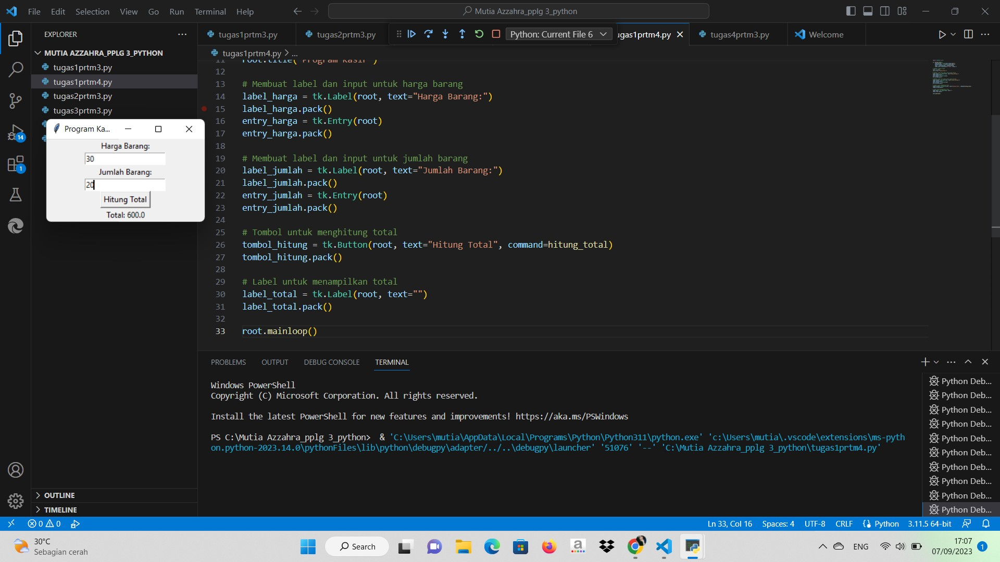 File Edit Selection View Go Run Terminal Help
Mutia Azzahra_pplg 3_python
EXPLORER
MUTIA AZZAHRA_PPLG 3_PYTHON
tugas1prtm3.py
tugas1prtm4.py
tugas2prtm3.py
tugas3prtm3.py
14
1
Program Ka...
Harga Barang:
30
Jumlah Barang:
20
Hitung Total
Total: 600.0
OUTLINE
TIMELINE
tugas1prtm3.py tugas2prtm3.py Python: Current File 6 ugas1prtm4.py tugas4prtm3.py Welcome
tugas1prtm4.py > ...
11 root.title("Program Kasir")
12
13 # Membuat label dan input untuk harga barang
14 label_harga = tk.Label(root, text="Harga Barang:")
15 label_harga.pack()
16 entry_harga = tk.Entry(root)
17 entry_harga.pack()
18
19 # Membuat label dan input untuk jumlah barang
20 label_jumlah = tk.Label(root, text="Jumlah Barang:")
21 label_jumlah.pack()
22 entry_jumlah = tk.Entry(root)
23 entry_jumlah.pack()
24
25 # Tombol untuk menghitung total
26 tombol_hitung = tk.Button(root, text="Hitung Total", command=hitung_total)
27 tombol_hitung.pack()
28
29 # Label untuk menampilkan total
30 label_total = tk.Label(root, text="")
31 label_total.pack()
32
33 root.mainloop()
PROBLEMS OUTPUT DEBUG CONSOLE TERMINAL
Windows PowerShell
Copyright (C) Microsoft Corporation. All rights reserved.
Install the latest PowerShell for new features and improvements! https://aka.ms/PSWindows
PS C:\Mutia Azzahra_pplg 3_python>  & 'C:\Users\mutia\AppData\Local\Programs\Python\Python311\python.exe' 'c:\Users\mutia\.vscode\extensions\ms-pyth
on.python-2023.14.0\pythonFiles\lib\python\debugpy\adapter/../..\debugpy\launcher' '51076' '--' 'C:\Mutia Azzahra_pplg 3_python\tugas1prtm4.py'
Python Deb...
Python Deb...
Python Deb...
Python Deb...
Python Deb...
Python Deb...
Python Deb...
Python Deb...
Python Deb...
Python Deb...
0 0 Ln 33, Col 16 Spaces: 4 UTF-8 CRLF Python 3.11.5 64-bit
30°C
Sebagian cerah
Search
a
ENG
17:07
07/09/2023
1